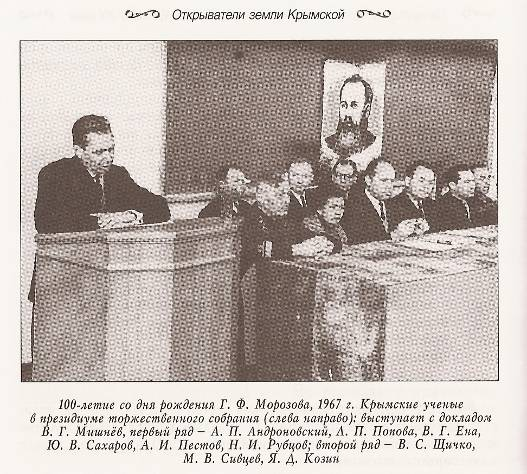 Открыватели земли Крымской
100-летие со дня рождения Г. Ф. Морозова, 1967 г. Крымские ученые
в президиуме торжественного собрания (слева направо): выступает с докладом
В. Г. Мишнёв, первый ряд – А. П. Андроновский, А. П. Попова, В. Г. Ена,
Ю. В. Сахаров, А. И. Пестов, Н. И. Рубцов; второй ряд – В. С. Щичко,
М. В. Сивцев, Я. Д. Козин